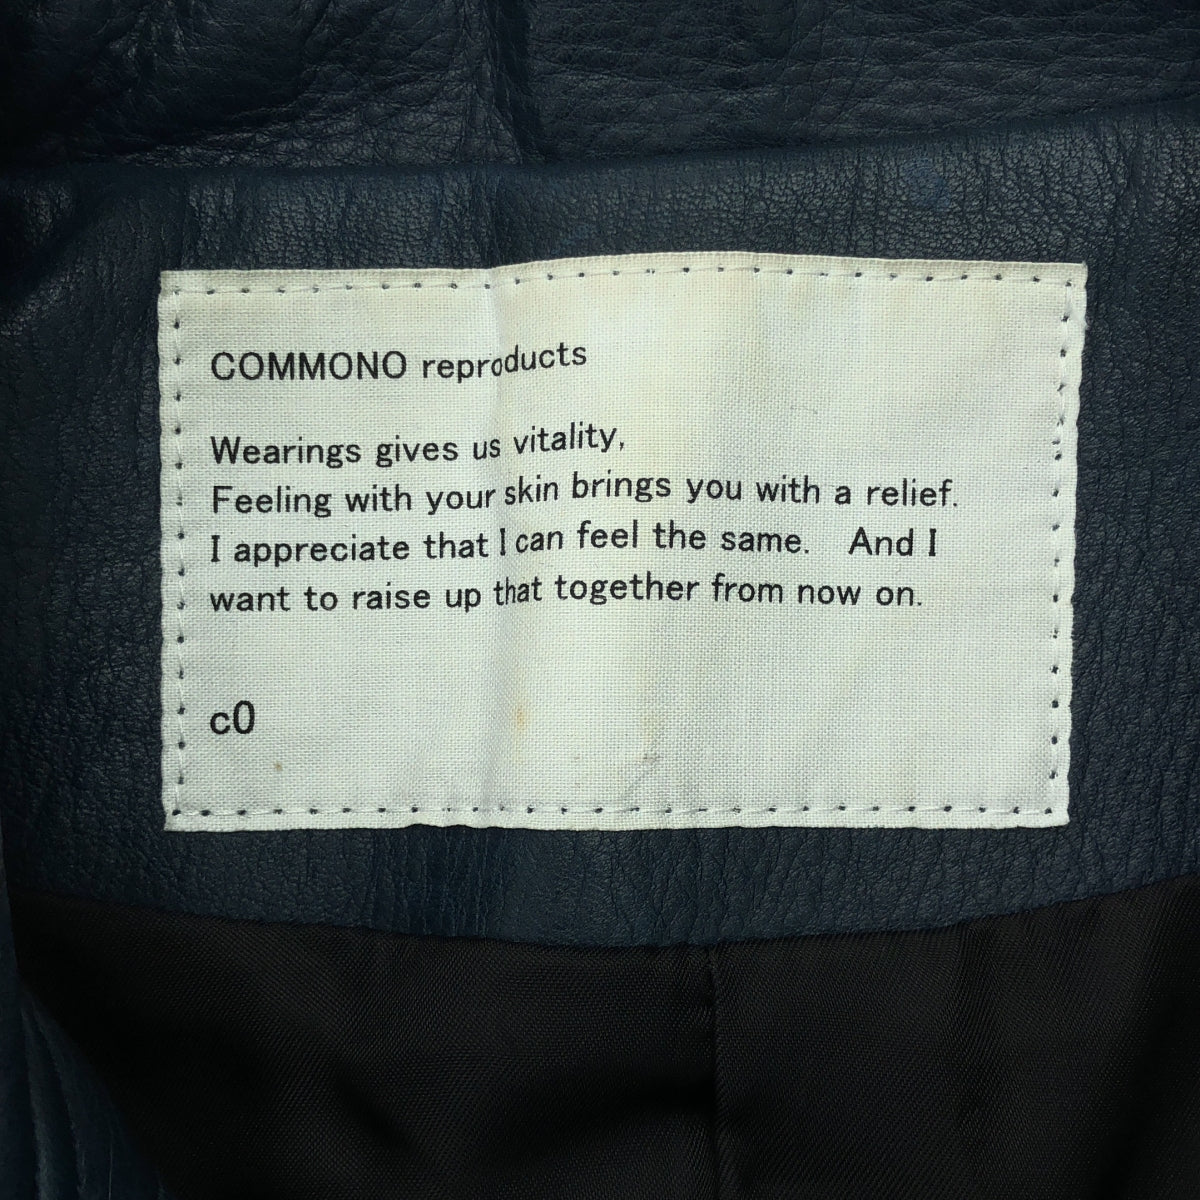 COMMONO reproducts
Wearings gives us vitality,
Feeling with your skin brings you with a relief.
I appreciate that I can feel the same. And I
want to raise up that together from now on.
c0